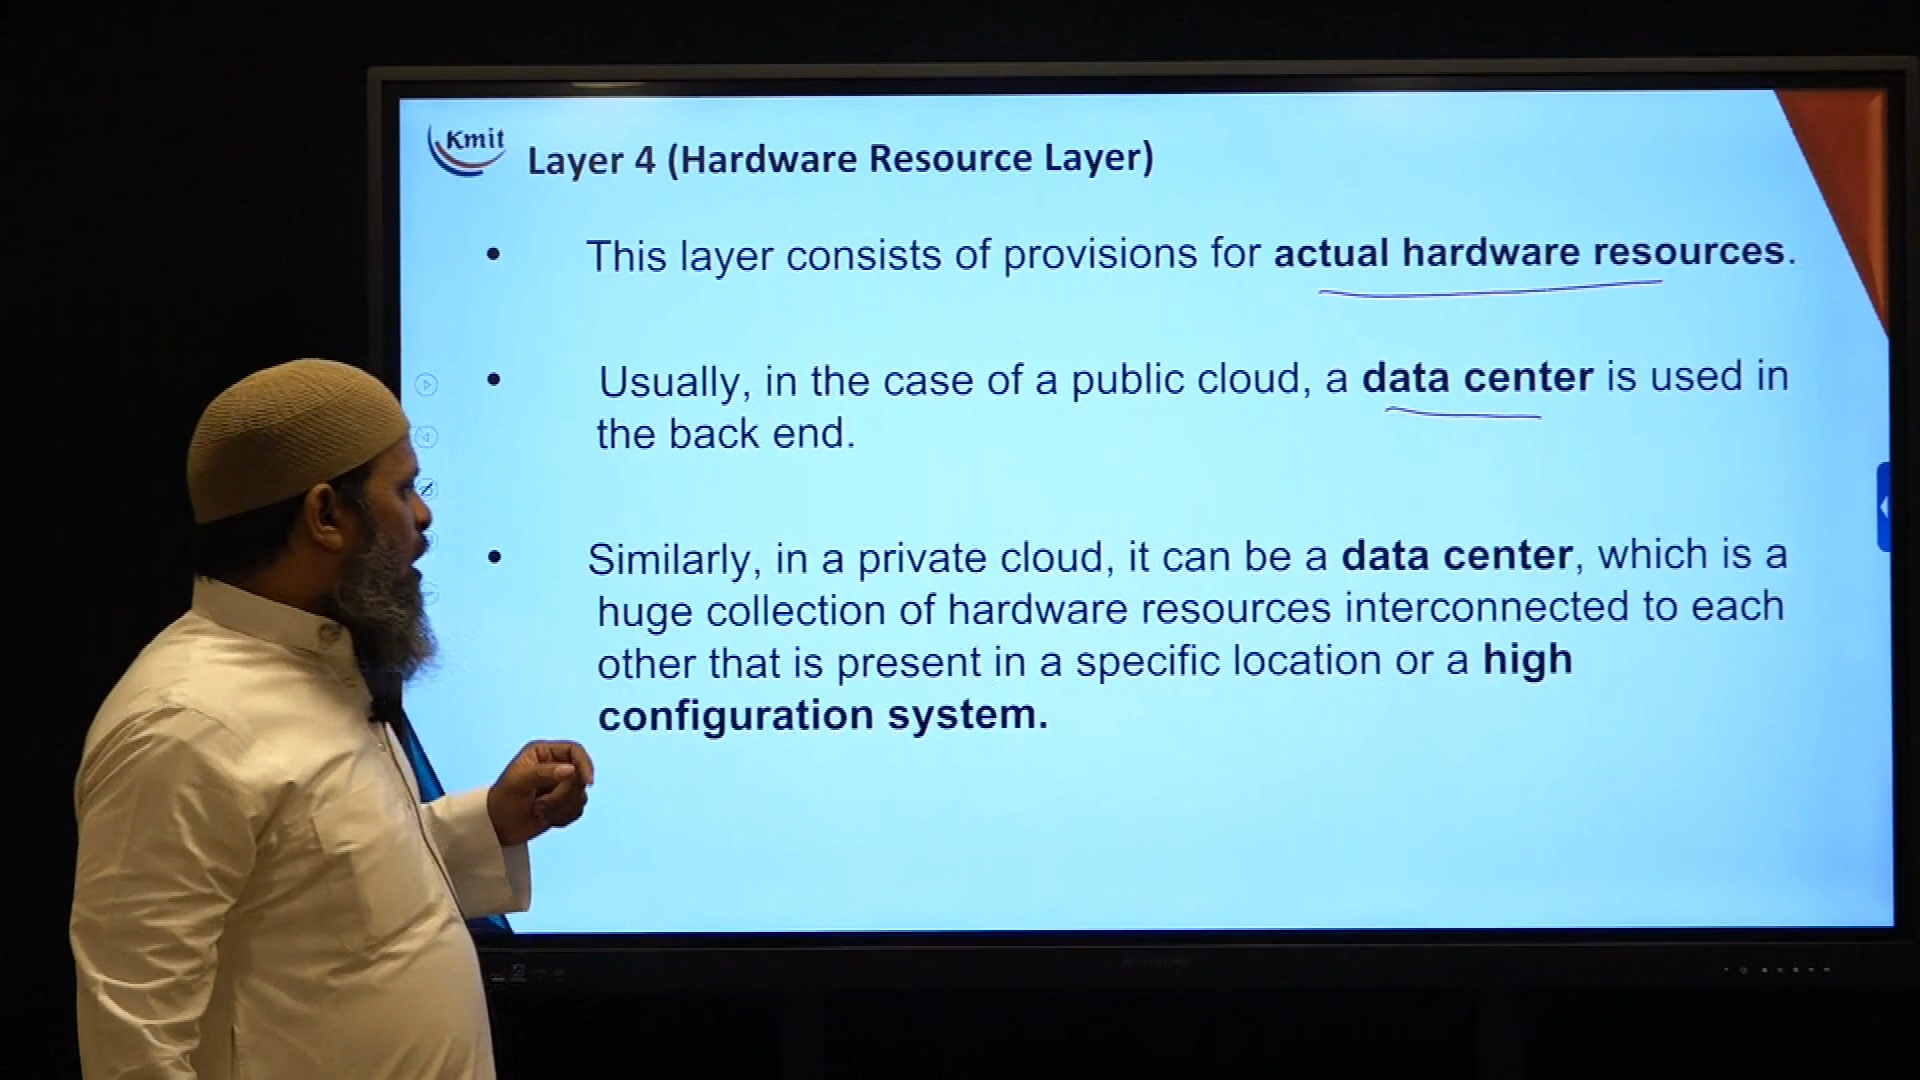 Kmit
Layer 4 (Hardware Resource Layer)
• This layer consists of provisions for actual hardware resources.
• Usually, in the case of a public cloud, a data center is used in
the back end.
• Similarly, in a private cloud, it can be a data center, which is a
huge collection of hardware resources interconnected to each
other that is present in a specific location or a high
configuration system.